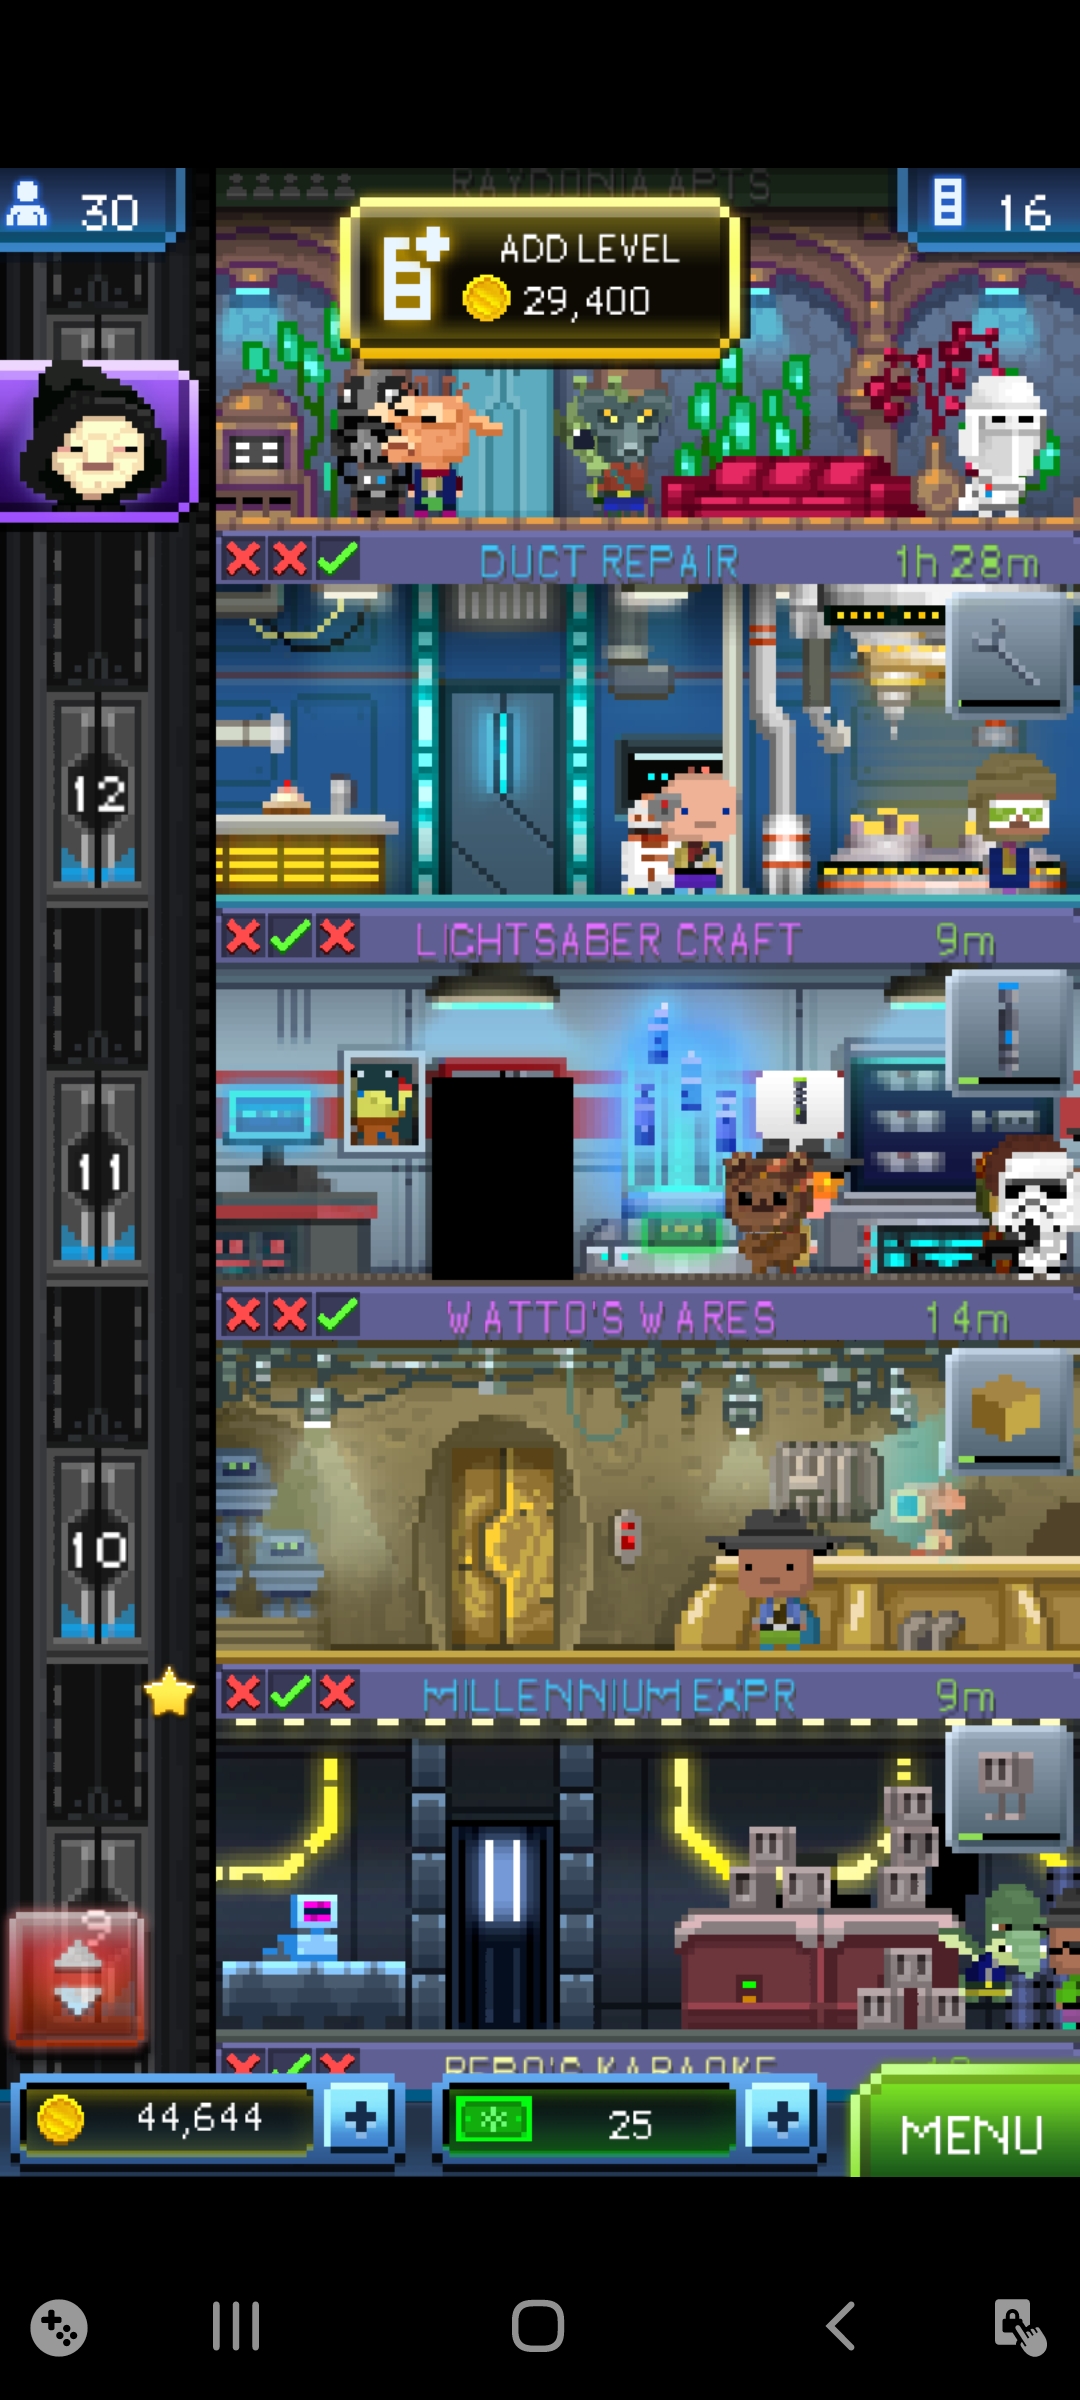 RAYDONIA APTS
30
16
ADD LEVEL
29,400
DUCT REPAIR
1h 28m
12
LIGHTSABER CRAFT
9m
11
WATTO'S WARES
14m
10
MILLENNIUM EXPR
9m
9
PEBO'S KARAOKE
44,644
25
MENU